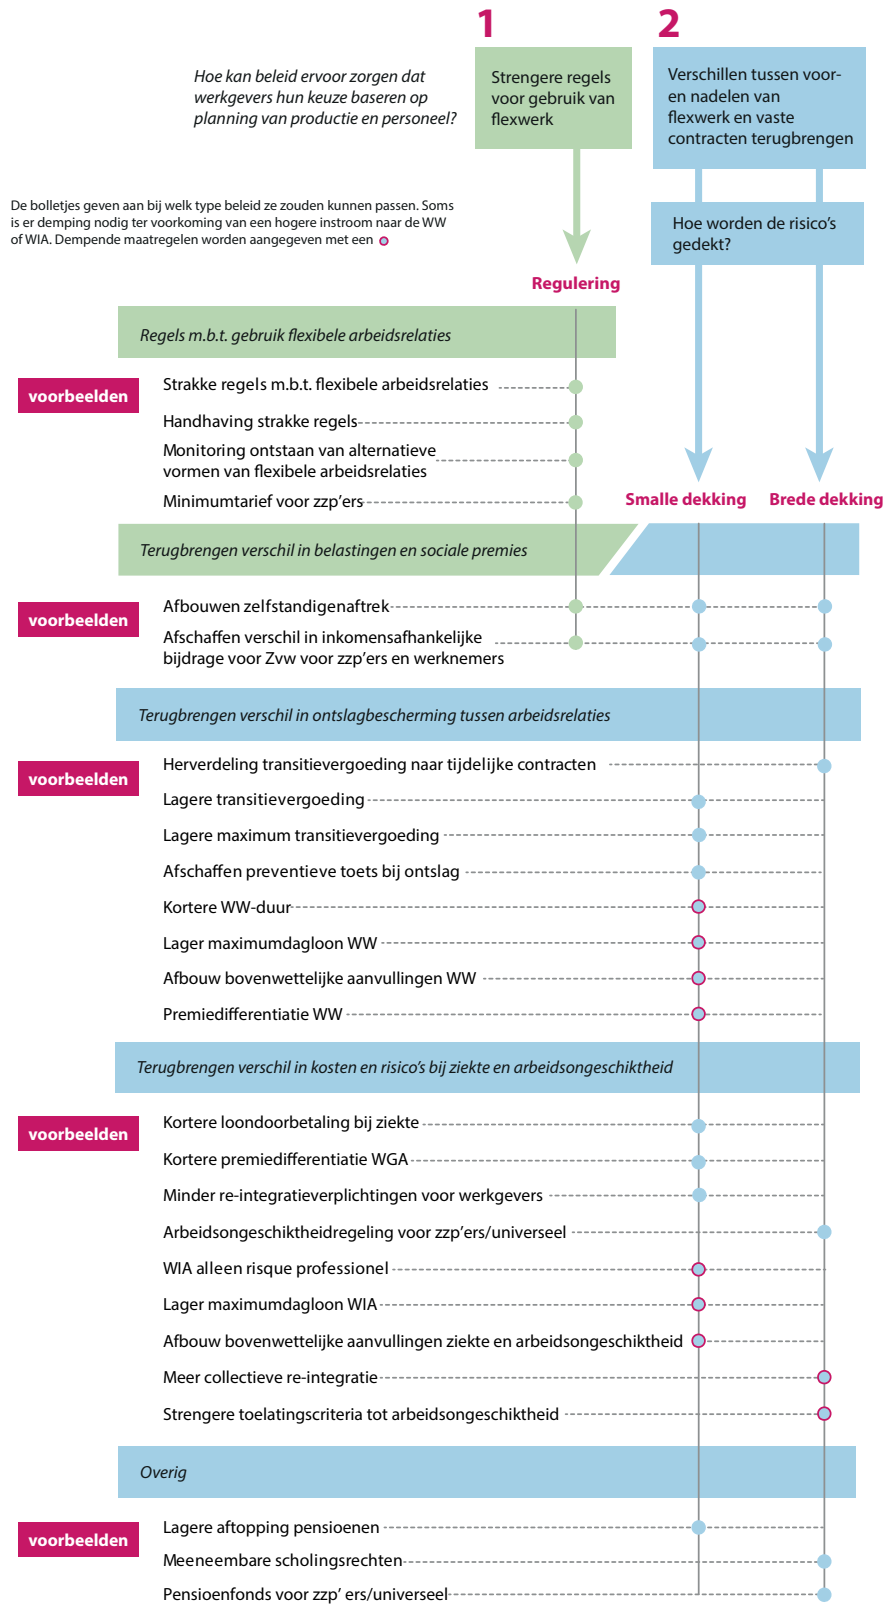 1
2
Hoe kan beleid ervoor zorgen dat
werkgevers hun keuze baseren op
planning van productie en personeel?
Strengere regels
voor gebruik van
flexwerk
Verschillen tussen voor-
en nadelen van
flexwerk en vaste
contracten terugbrengen
De bolletjes geven aan bij welk type beleid ze zouden kunnen passen. Soms
is er demping nodig ter voorkoming van een hogere instroom naar de WW
of WIA. Dempende maatregelen worden aangegeven met een
Hoe worden de risico's
gedekt?
Regulering
Regels m.b.t. gebruik flexibele arbeidsrelaties
voorbeelden
Strakke regels m.b.t. flexibele arbeidsrelaties
Handhaving strakke regels
Monitoring ontstaan van alternatieve
vormen van flexibele arbeidsrelaties
Minimumtarief voor zzp'ers
Smalle dekking
Brede dekking
Terugbrengen verschil in belastingen en sociale premies
voorbeelden
Afbouwen zelfstandigenaftrek
Afschaffen verschil in inkomensafhankelijke
bijdrage voor Zvw voor zzp'ers en werknemers
Terugbrengen verschil in ontslagbescherming tussen arbeidsrelaties
voorbeelden
Herverdeling transitievergoeding naar tijdelijke contracten
Lagere transitievergoeding
Lagere maximum transitievergoeding
Afschaffen preventieve toets bij ontslag
Kortere WW-duur
Lager maximumdagloon WW
Afbouw bovenwettelijke aanvullingen WW
Premiedifferentiatie WW
Terugbrengen verschil in kosten en risico's bij ziekte en arbeidsongeschiktheid
voorbeelden
Kortere loondoorbetaling bij ziekte
Kortere premiedifferentiatie WGA
Minder re-integratieverplichtingen voor werkgevers
Arbeidsongeschiktheidregeling voor zzp'ers/universeel
WIA alleen risque professionel
Lager maximumdagloon WIA
Afbouw bovenwettelijke aanvullingen ziekte en arbeidsongeschiktheid
Meer collectieve re-integratie
Strengere toelatingscriteria tot arbeidsongeschiktheid
Overig
voorbeelden
Lagere aftopping pensioenen
Meeneembare scholingsrechten
Pensioenfonds voor zzp' ers/universeel